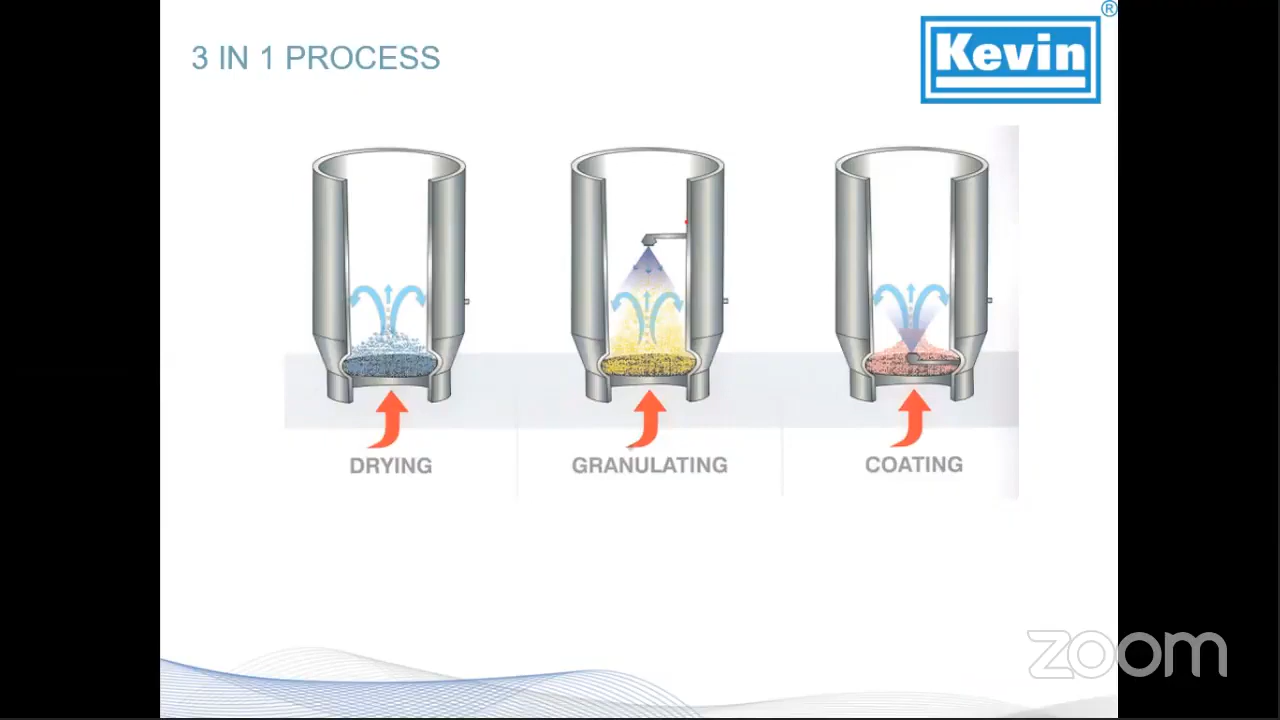 3 IN 1 PROCESS
Kevin
®
DRYING
GRANULATING
COATING
zoom